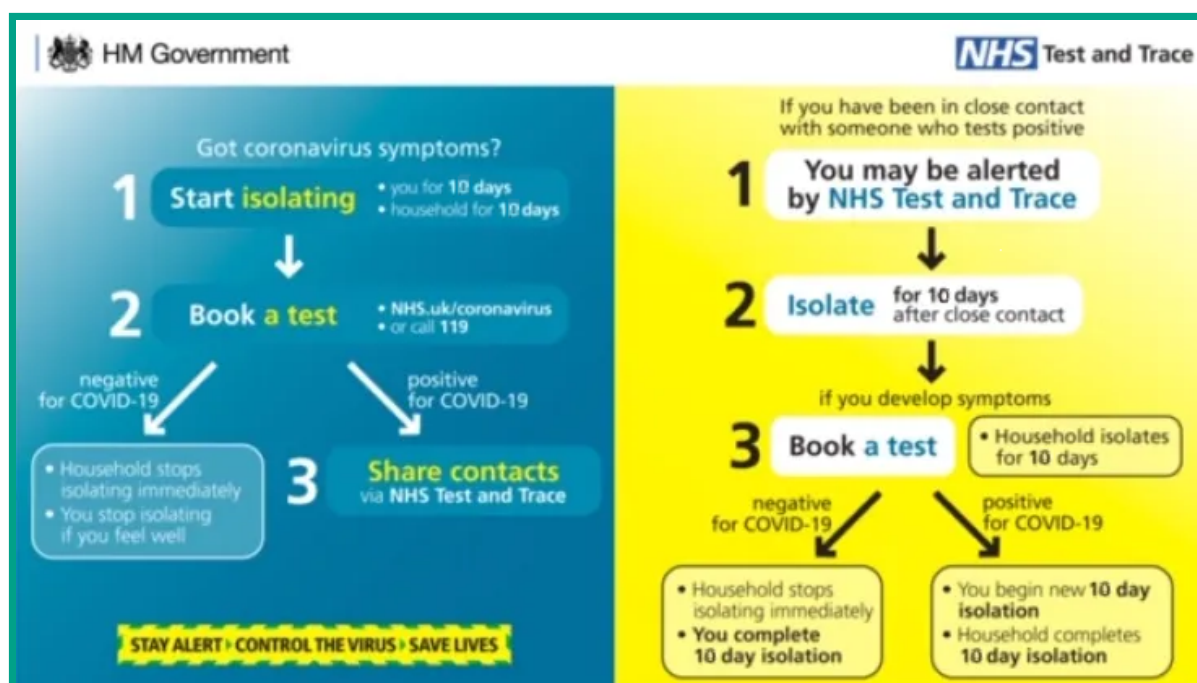 HM Government
NHS Test and Trace
Got coronavirus symptoms?
1 Start isolating
• you for 10 days
• household for 10 days
2 Book a test
• NHS.uk/coronavirus
• or call 119
negative
for COVID-19
positive
for COVID-19
• Household stops
isolating immediately
• You stop isolating
if you feel well
3 Share contacts
via NHS Test and Trace
STAY ALERT CONTROL THE VIRUS SAVE LIVES
If you have been in close contact
with someone who tests positive
1 You may be alerted
by NHS Test and Trace
2 Isolate
for 10 days
after close contact
if you develop symptoms
3 Book a test
• Household isolates
for 10 days
negative
for COVID-19
positive
for COVID-19
• Household stops
isolating immediately
• You complete
10 day isolation
• You begin new 10 day
isolation
• Household completes
10 day isolation